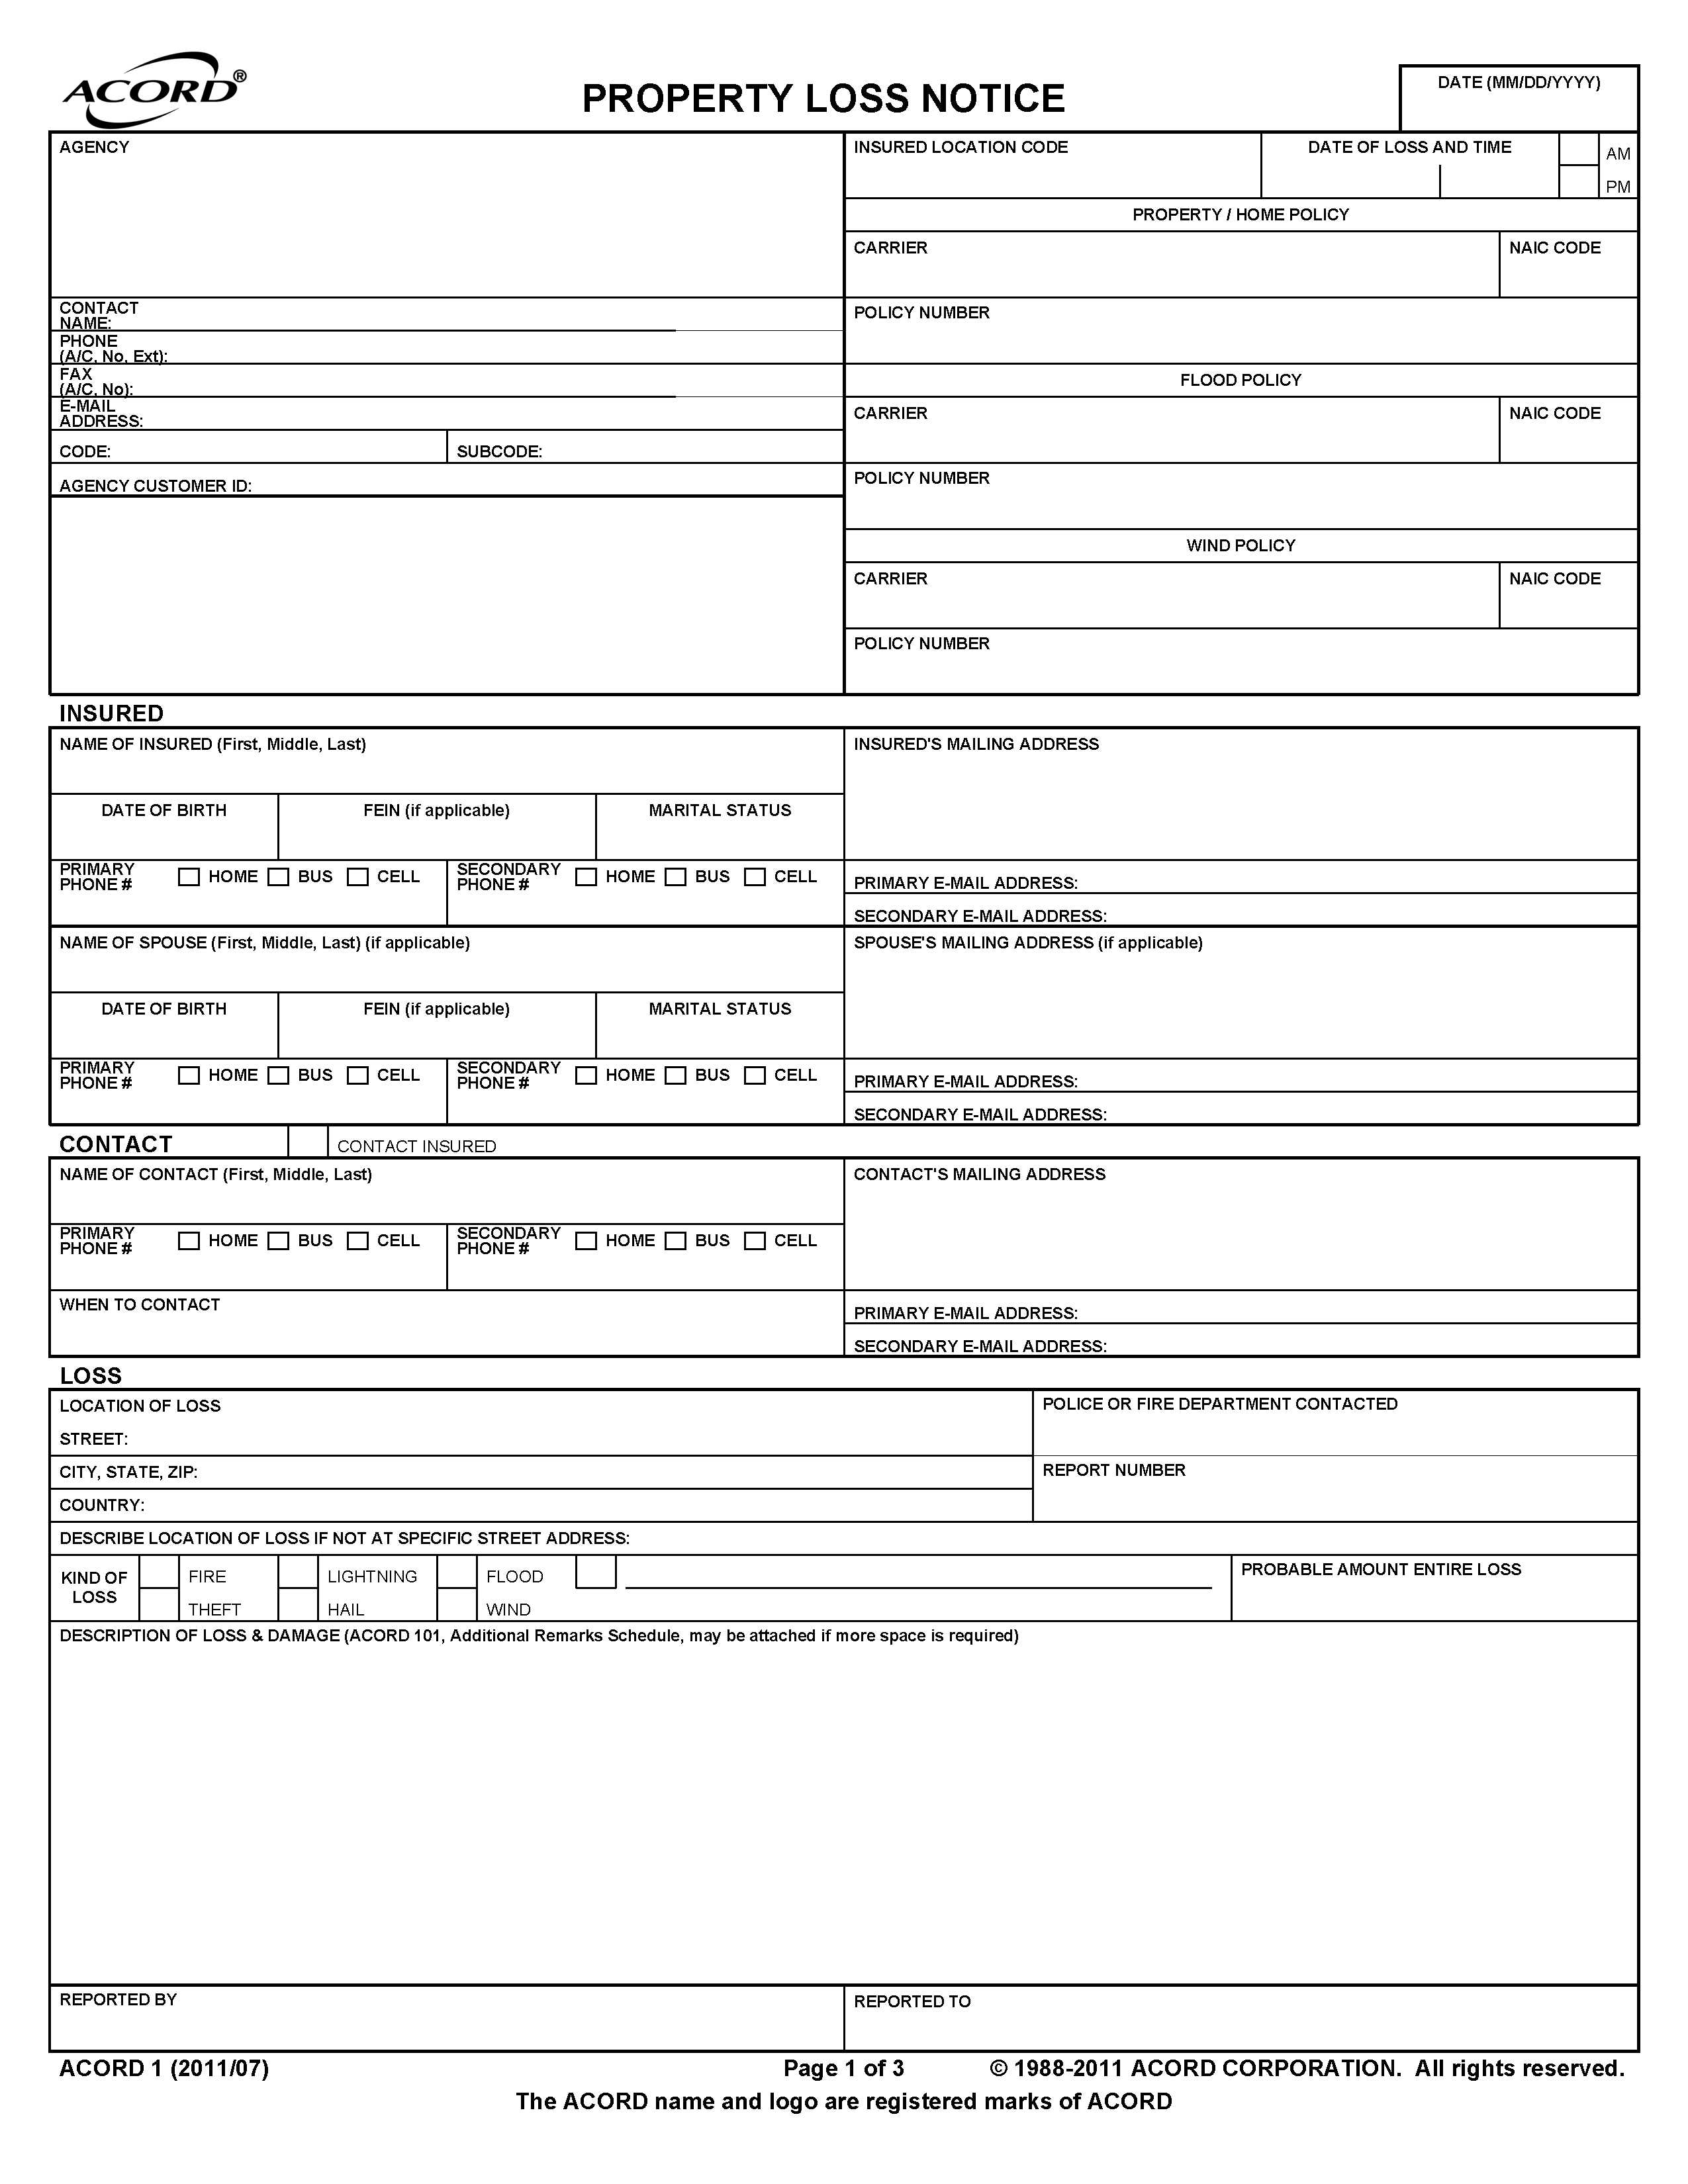 ACORD®
PROPERTY LOSS NOTICE
DATE (MM/DD/YYYY)
AGENCY
CONTACT
NAME:
PHONE
(A/C, No, Ext):
FAX
(A/C, No):
E-MAIL
ADDRESS:
CODE:
SUBCODE:
AGENCY CUSTOMER ID:
INSURED LOCATION CODE
DATE OF LOSS AND TIME
AM
PM
PROPERTY / HOME POLICY
CARRIER
NAIC CODE
POLICY NUMBER
FLOOD POLICY
CARRIER
NAIC CODE
POLICY NUMBER
WIND POLICY
CARRIER
NAIC CODE
POLICY NUMBER
INSURED
NAME OF INSURED (First, Middle, Last)
INSURED'S MAILING ADDRESS
DATE OF BIRTH
FEIN (if applicable)
MARITAL STATUS
PRIMARY
PHONE #
HOME
BUS
CELL
SECONDARY
PHONE #
HOME
BUS
CELL
PRIMARY E-MAIL ADDRESS:
SECONDARY E-MAIL ADDRESS:
NAME OF SPOUSE (First, Middle, Last) (if applicable)
SPOUSE'S MAILING ADDRESS (if applicable)
DATE OF BIRTH
FEIN (if applicable)
MARITAL STATUS
PRIMARY
PHONE #
HOME
BUS
CELL
SECONDARY
PHONE #
HOME
BUS
CELL
PRIMARY E-MAIL ADDRESS:
SECONDARY E-MAIL ADDRESS:
CONTACT
CONTACT INSURED
NAME OF CONTACT (First, Middle, Last)
CONTACT'S MAILING ADDRESS
PRIMARY
PHONE #
HOME
BUS
CELL
SECONDARY
PHONE #
HOME
BUS
CELL
WHEN TO CONTACT
PRIMARY E-MAIL ADDRESS:
SECONDARY E-MAIL ADDRESS:
LOSS
LOCATION OF LOSS
STREET:
CITY, STATE, ZIP:
COUNTRY:
POLICE OR FIRE DEPARTMENT CONTACTED
REPORT NUMBER
DESCRIBE LOCATION OF LOSS IF NOT AT SPECIFIC STREET ADDRESS:
KIND OF
LOSS
FIRE
THEFT
LIGHTNING
HAIL
FLOOD
WIND
PROBABLE AMOUNT ENTIRE LOSS
DESCRIPTION OF LOSS & DAMAGE (ACORD 101, Additional Remarks Schedule, may be attached if more space is required)
REPORTED BY
REPORTED TO
ACORD 1 (2011/07)
Page 1 of 3
© 1988-2011 ACORD CORPORATION. All rights reserved.
The ACORD name and logo are registered marks of ACORD